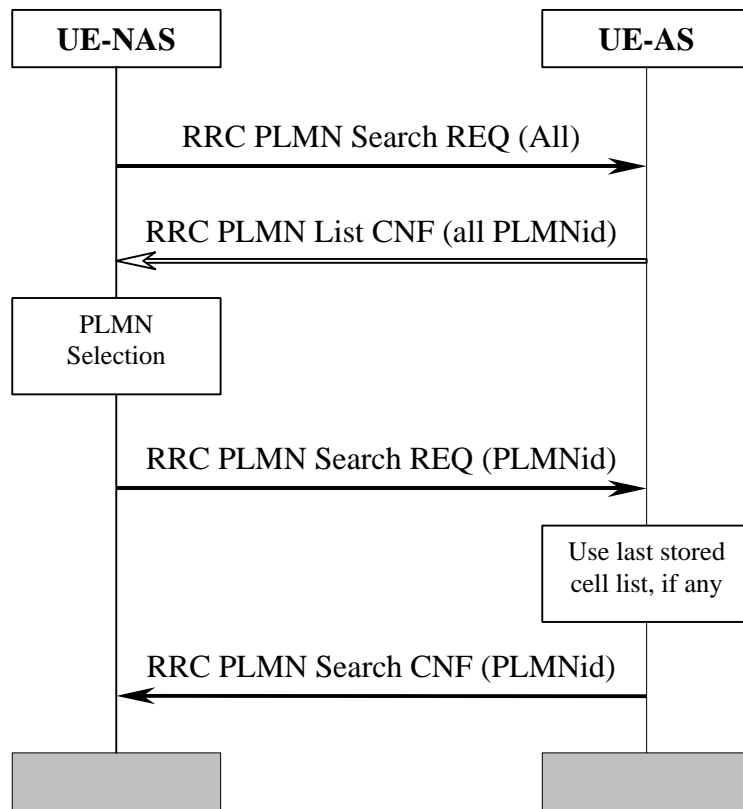 UE-NAS
UE-AS
RRC PLMN Search REQ (All)
RRC PLMN List CNF (all PLMNid)
PLMN
Selection
RRC PLMN Search REQ (PLMNid)
Use last stored
cell list, if any
RRC PLMN Search CNF (PLMNid)